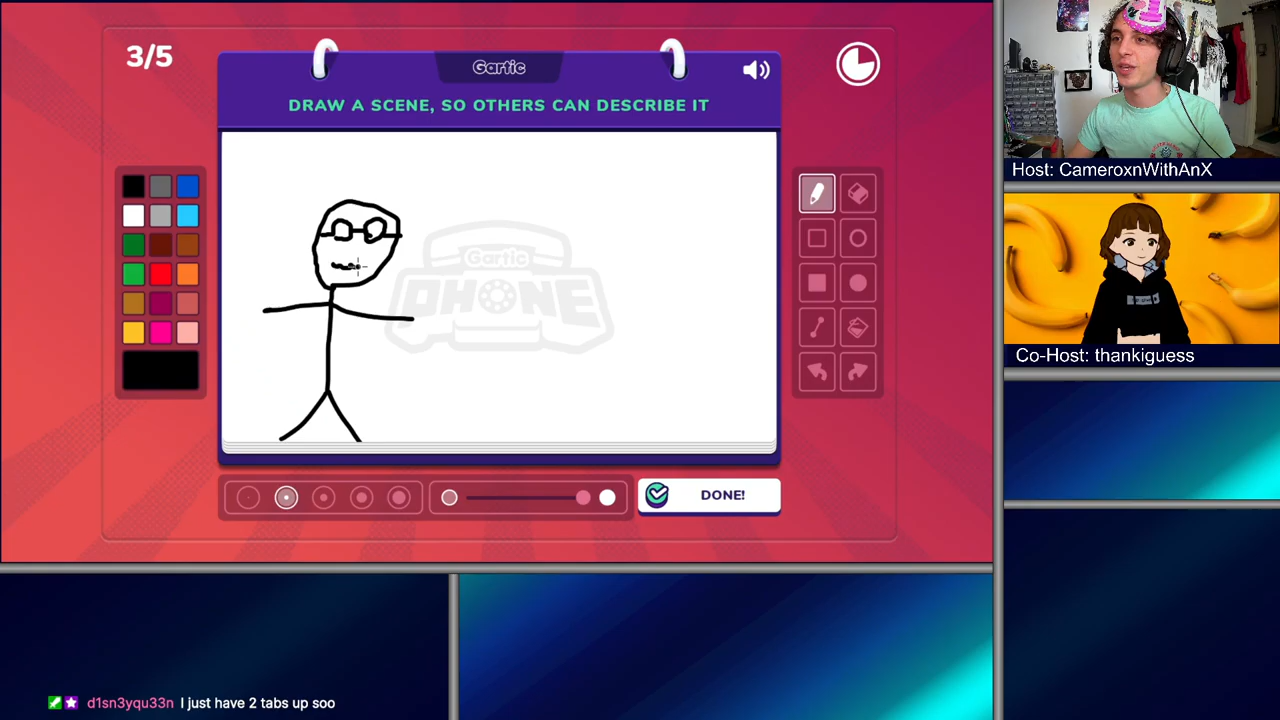 3/5
Gartic
DRAW A SCENE, SO OTHERS CAN DESCRIBE IT
Gartic
PHONE
DONE!
Host: CameroxnWithAnX
Co-Host: thankiguess
d1sn3yqu33n I just have 2 tabs up soo